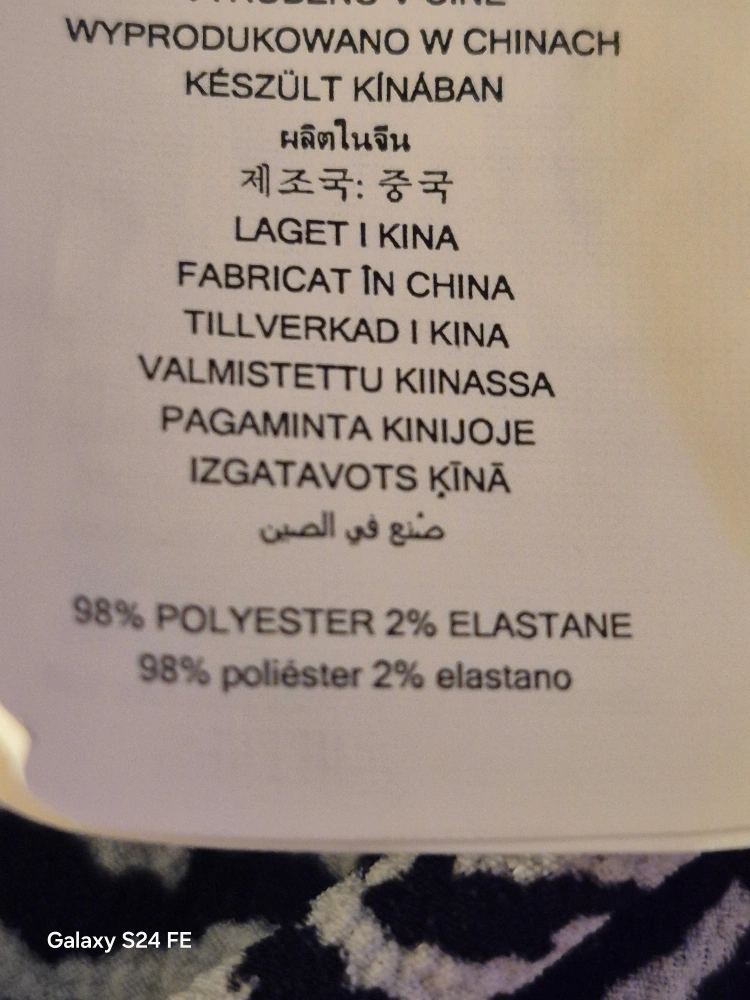 WYPRODUKOWANO W CHINACH
KÉSZÜLT KÍNÁBAN
ผลิตในจีน
제조국: 중국
LAGET I KINA
FABRICAT ÎN CHINA
TILLVERKAD I KINA
VALMISTETTU KIINASSA
PAGAMINTA KINIJOJE
IZGATAVOTS ĶĪNĀ
صنع في الصين
98% POLYESTER 2% ELASTANE
98% poliéster 2% elastano
Galaxy S24 FE